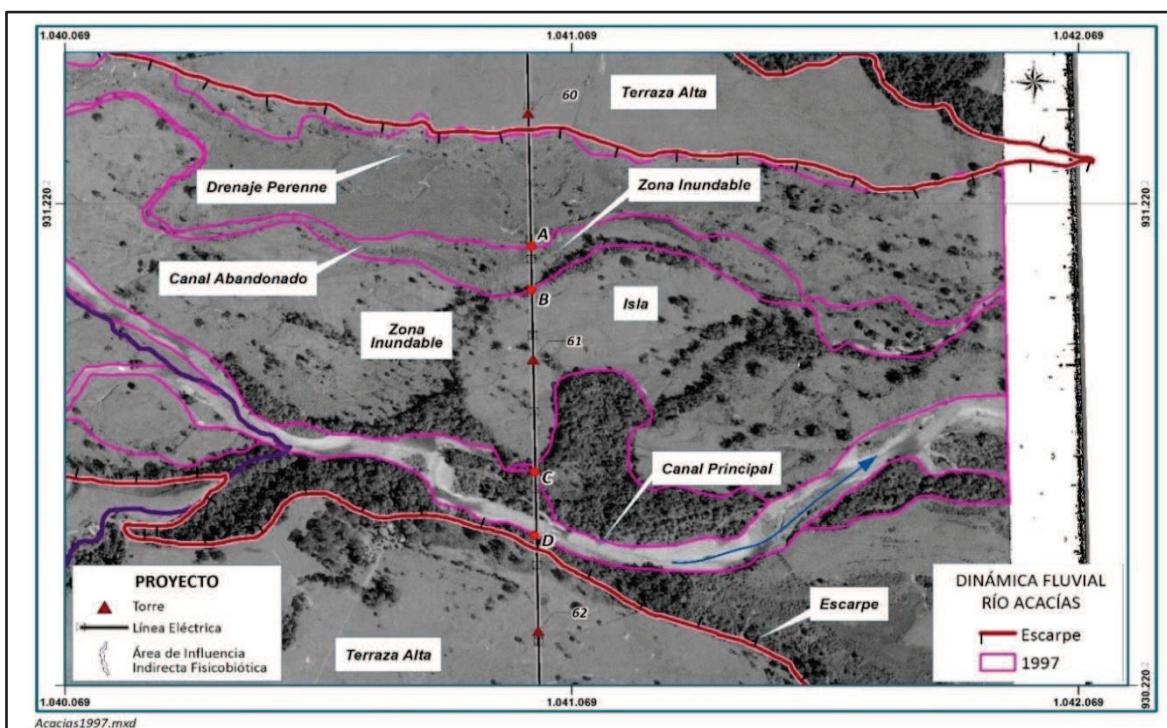 1.040.069
1.041.069
1.042.069
60
Terraza Alta
Drenaje Perenne
Zona Inundable
931.220
931.220
A
Canal Abandonado
B
Isla
Zona
Inundable
61
Canal Principal
C
D
PROYECTO
Torre
Línea Eléctrica
Área de Influencia
Indirecta Fisicobiótica
62
Terraza Alta
Escarpe
DINÁMICA FLUVIAL
RÍO ACACÍAS
Escarpe
1997
930.220
1.040.069
1.041.069
1.042.069
Acacias1997.mxd